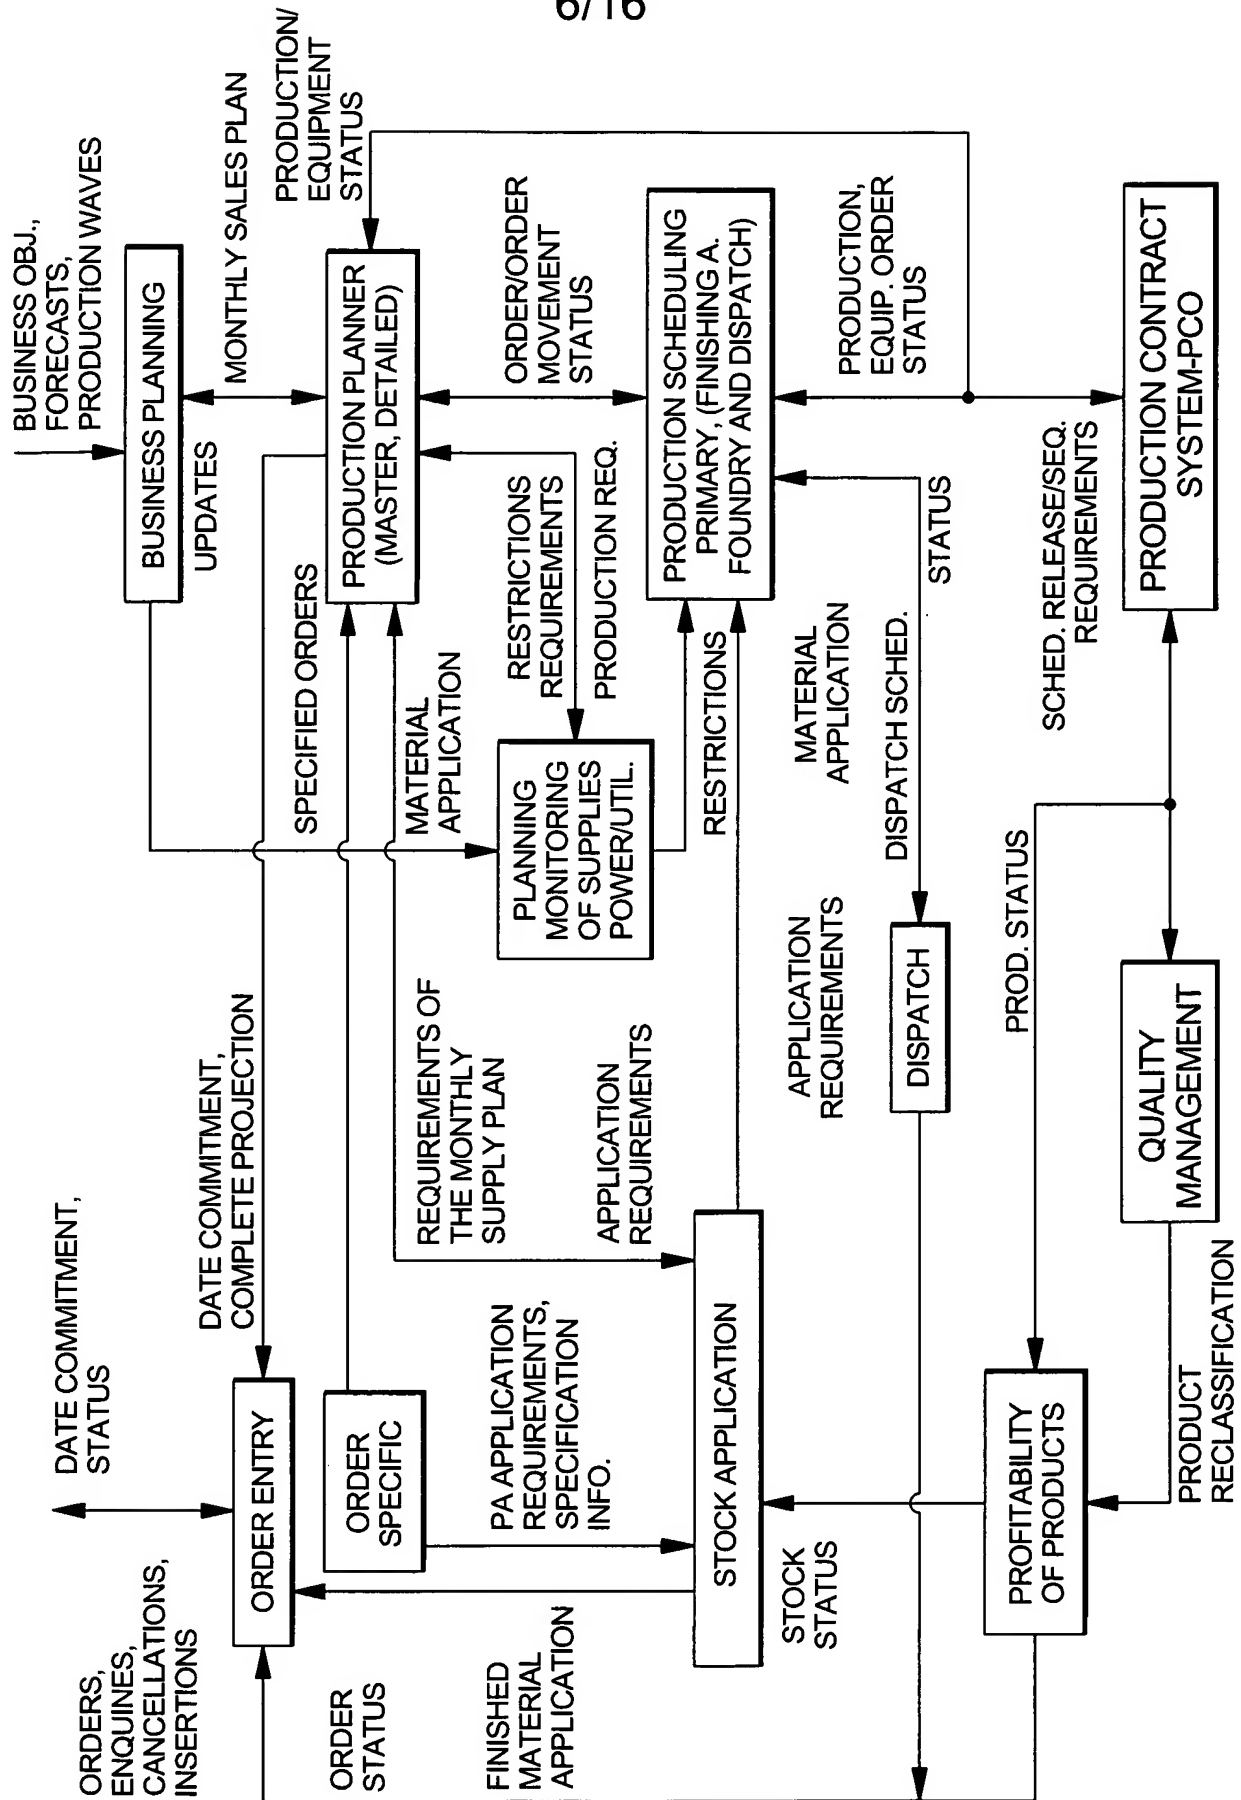 6/16
BUSINESS OBJ.,
FORECASTS,
PRODUCTION WAVES
BUSINESS PLANNING
UPDATES
MONTHLY SALES PLAN
PRODUCTION/
EQUIPMENT
STATUS
DATE COMMITMENT,
STATUS
ORDERS,
ENQUINES,
CANCELLATIONS,
INSERTIONS
ORDER ENTRY
DATE COMMITMENT,
COMPLETE PROJECTION
SPECIFIED ORDERS
PRODUCTION PLANNER
(MASTER, DETAILED)
ORDER
STATUS
ORDER
SPECIFIC
MATERIAL
APPLICATION
REQUIREMENTS OF
THE MONTHLY
SUPPLY PLAN
PA APPLICATION
REQUIREMENTS,
SPECIFICATION
INFO.
FINISHED
MATERIAL
APPLICATION
RESTRICTIONS
REQUIREMENTS
PRODUCTION REQ.
ORDER/ORDER
MOVEMENT
STATUS
PLANNING
MONITORING
OF SUPPLIES
POWER/UTIL.
APPLICATION
REQUIREMENTS
RESTRICTIONS
PRODUCTION SCHEDULING
PRIMARY, (FINISHING A.
FOUNDRY AND DISPATCH)
STOCK APPLICATION
STOCK
STATUS
APPLICATION
REQUIREMENTS
MATERIAL
APPLICATION
DISPATCH SCHED.
STATUS
PRODUCTION,
EQUIP. ORDER
STATUS
DISPATCH
PROFITABILITY
OF PRODUCTS
PROD. STATUS
SCHED. RELEASE/SEQ.
REQUIREMENTS
PRODUCTION CONTRACT
SYSTEM-PCO
QUALITY
MANAGEMENT
PRODUCT
RECLASSIFICATION